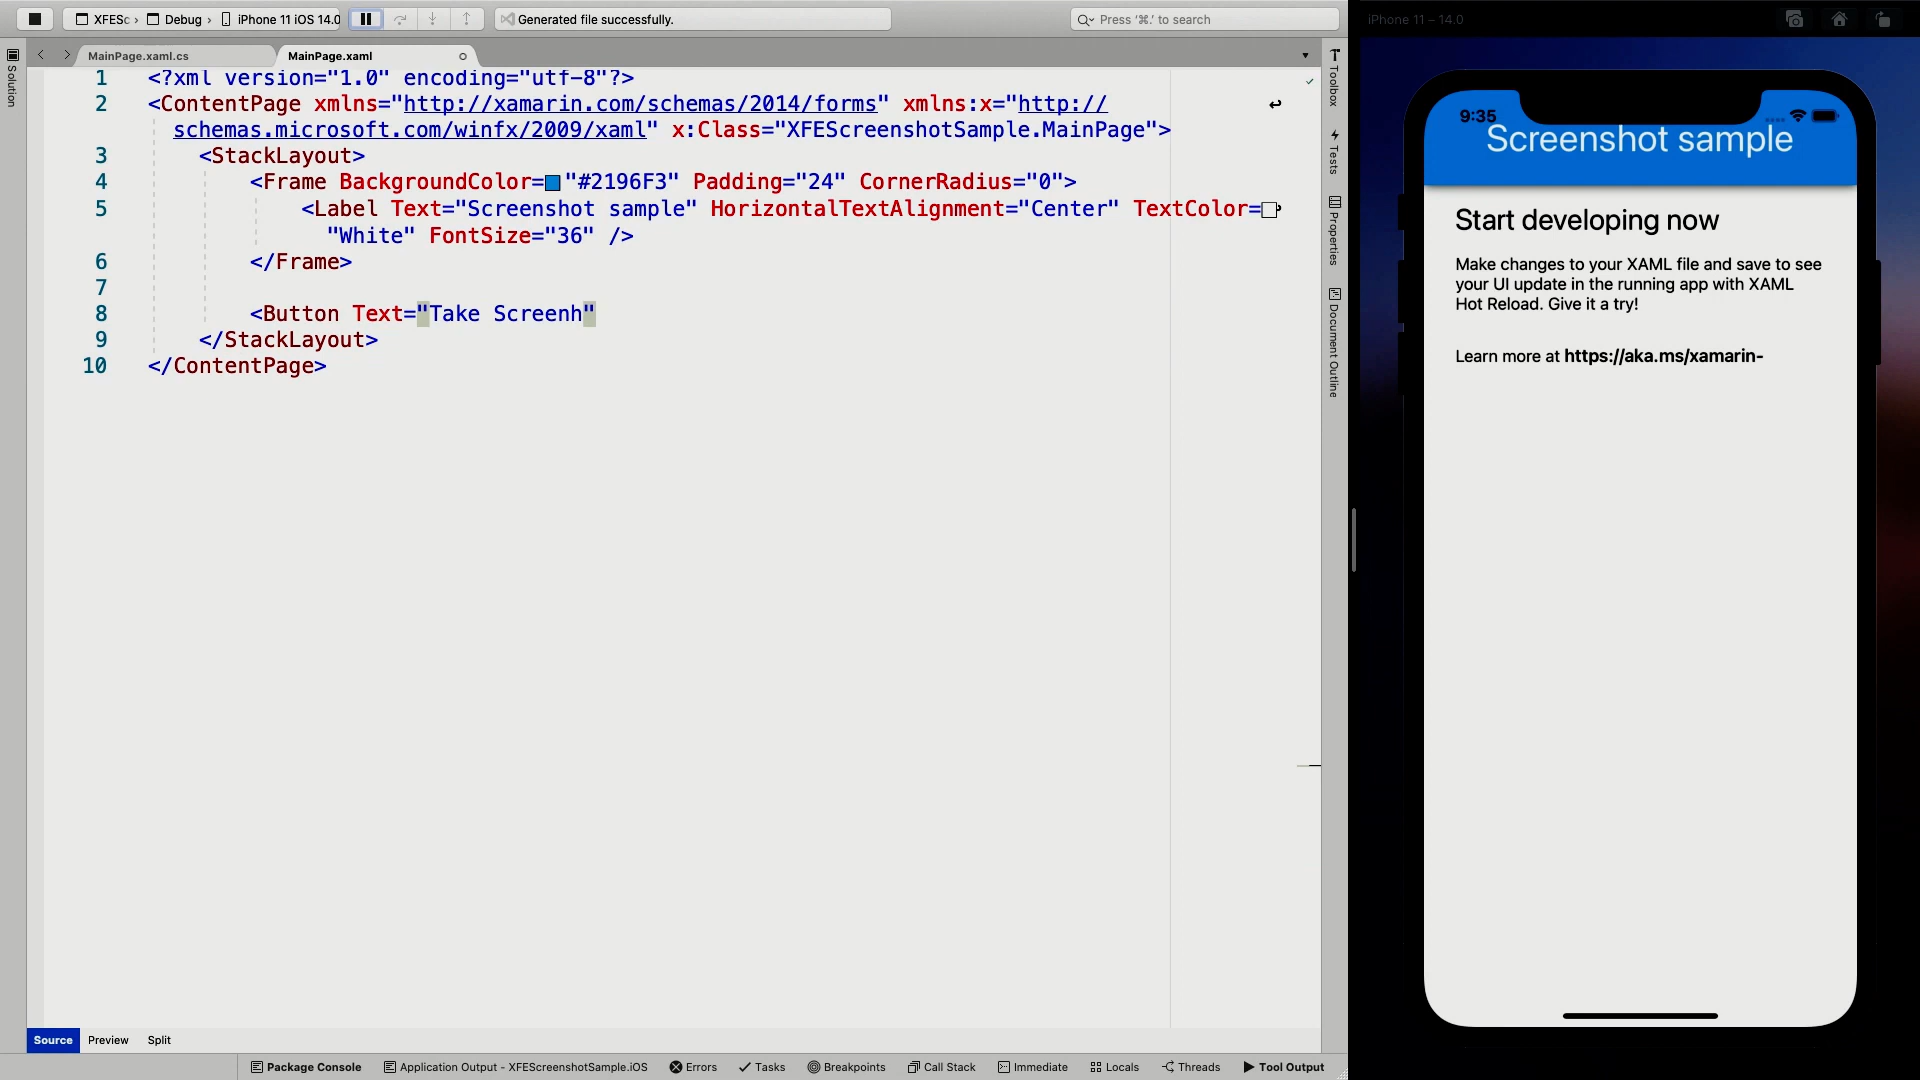 XFESc › Debug › iPhone 11 iOS 14.0
Generated file successfully.
Press '⌘.' to search
iPhone 11 – 14.0
Solution
MainPage.xaml.cs
MainPage.xaml
1 <?xml version="1.0" encoding="utf-8"?>
2 <ContentPage xmlns="http://xamarin.com/schemas/2014/forms" xmlns:x="http://
schemas.microsoft.com/winfx/2009/xaml" x:Class="XFEScreenshotSample.MainPage">
3 <StackLayout>
4 <Frame BackgroundColor="#2196F3" Padding="24" CornerRadius="0">
5 <Label Text="Screenshot sample" HorizontalTextAlignment="Center" TextColor=
"White" FontSize="36" />
6 </Frame>
7
8 <Button Text="Take Screenh"
9 </StackLayout>
10 </ContentPage>
Toolbox
Tests
Properties
Document Outline
9:35
Screenshot sample
Start developing now
Make changes to your XAML file and save to see
your UI update in the running app with XAML
Hot Reload. Give it a try!
Learn more at https://aka.ms/xamarin-
Source Preview Split
Package Console Application Output - XFEScreenshotSample.iOS Errors Tasks Breakpoints Call Stack Immediate Locals Threads Tool Output